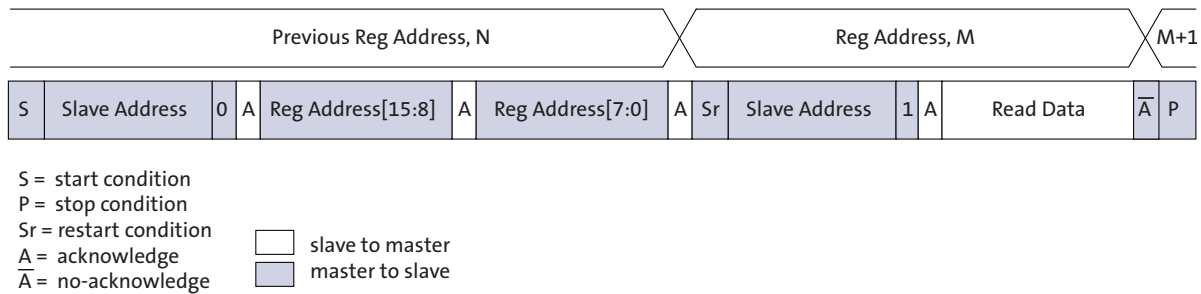 Previous Reg Address, N Reg Address, M M+1
S Slave Address 0 A Reg Address[15:8] A Reg Address[7:0] A Sr Slave Address 1 A Read Data A̅ P
S = start condition
P = stop condition
Sr = restart condition
A = acknowledge
A̅ = no-acknowledge
slave to master
master to slave